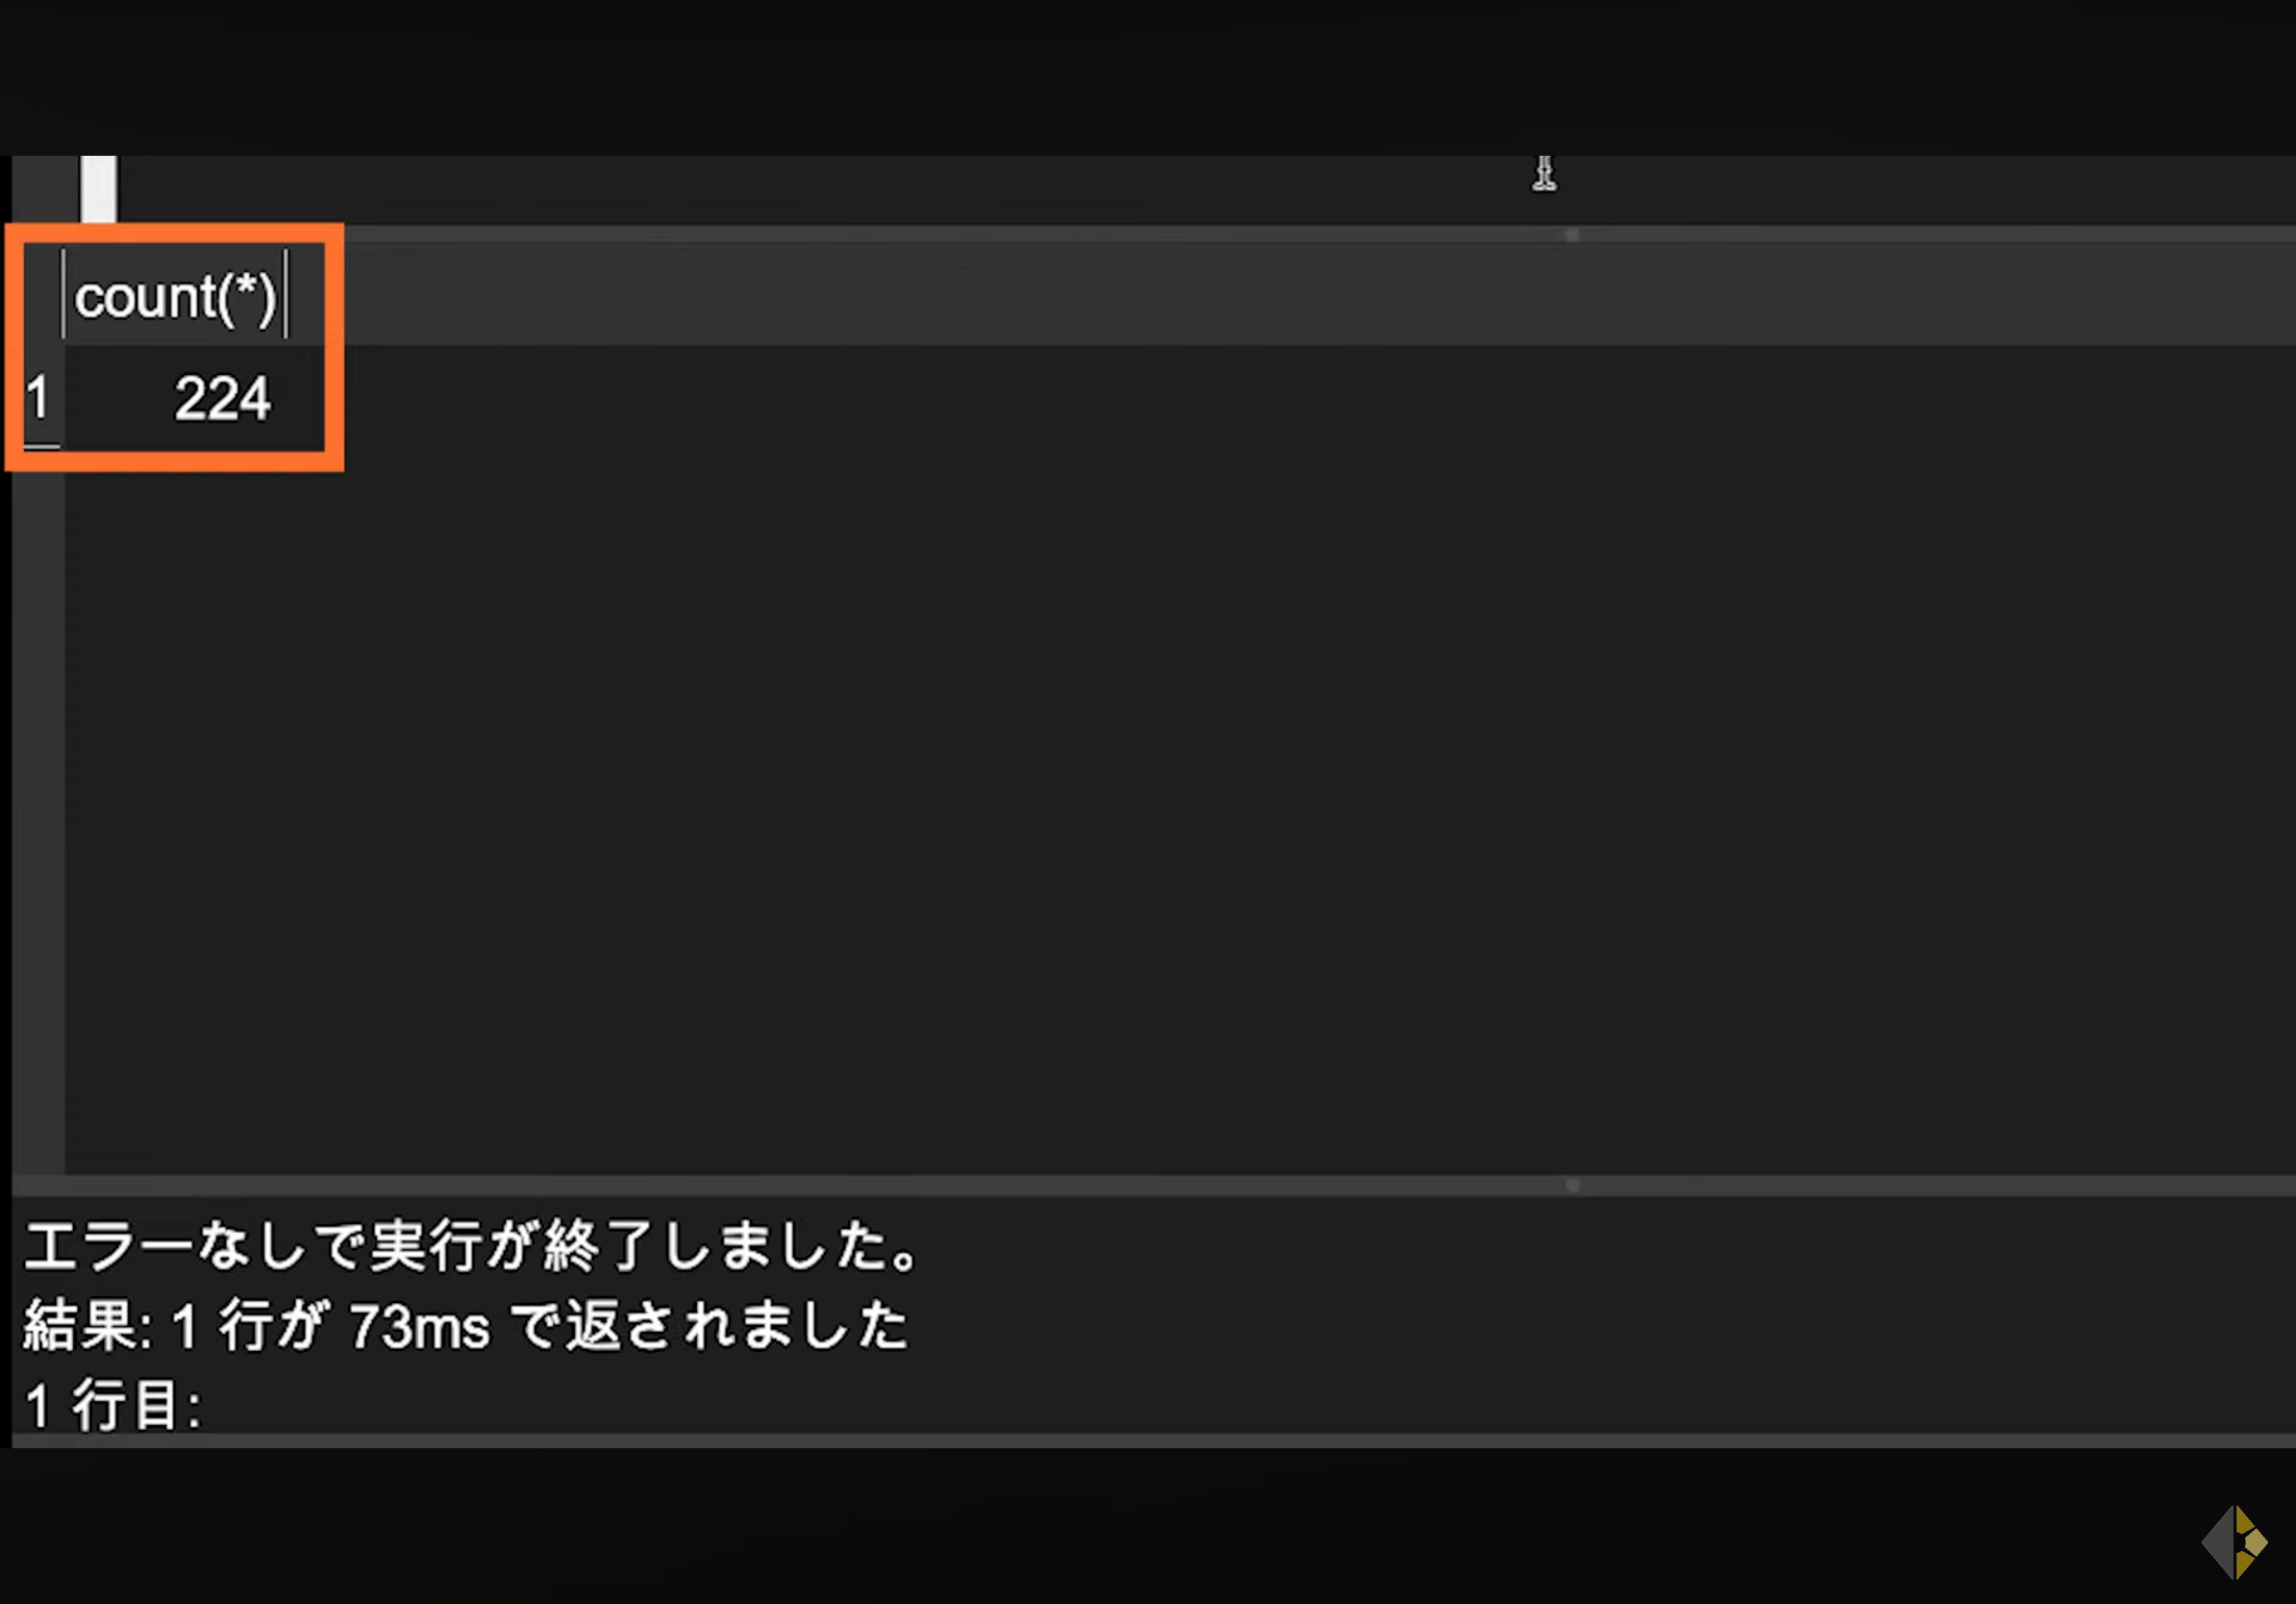 count(*)
1 224
エラーなしで実行が終了しました。
結果: 1 行が 73ms で返されました
1 行目: